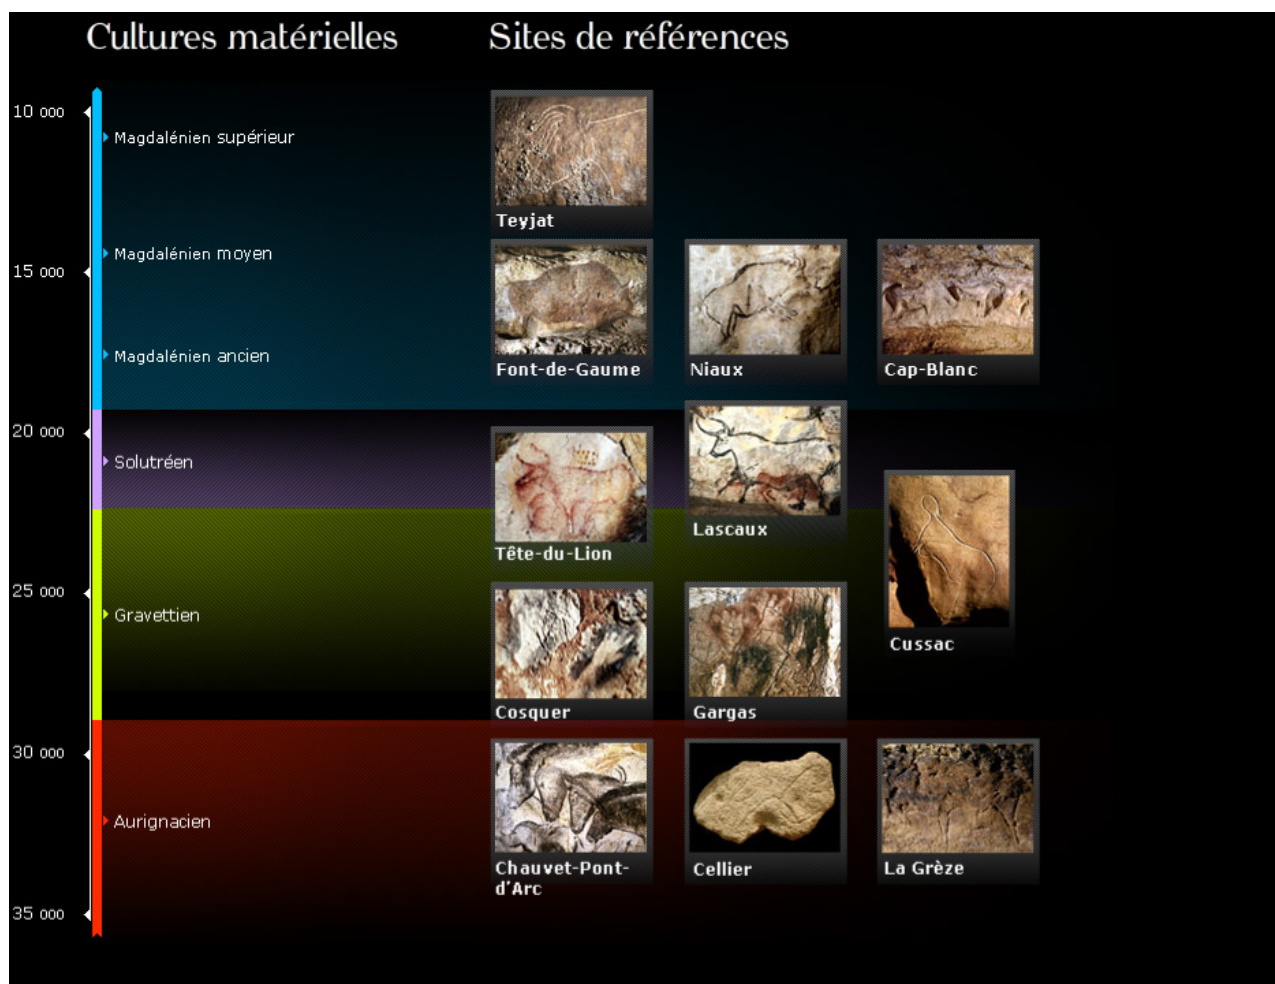 Cultures matérielles
Sites de références
10 000
Magdalénien supérieur
Teyjat
Magdalénien moyen
15 000
Magdalénien ancien
Font-de-Gaume
Niaux
Cap-Blanc
20 000
Solutréen
Tête-du-Lion
Lascaux
25 000
Gravettien
Cussac
Cosquer
Gargas
30 000
Aurignacien
Chauvet-Pont-
d'Arc
Cellier
La Grèze
35 000